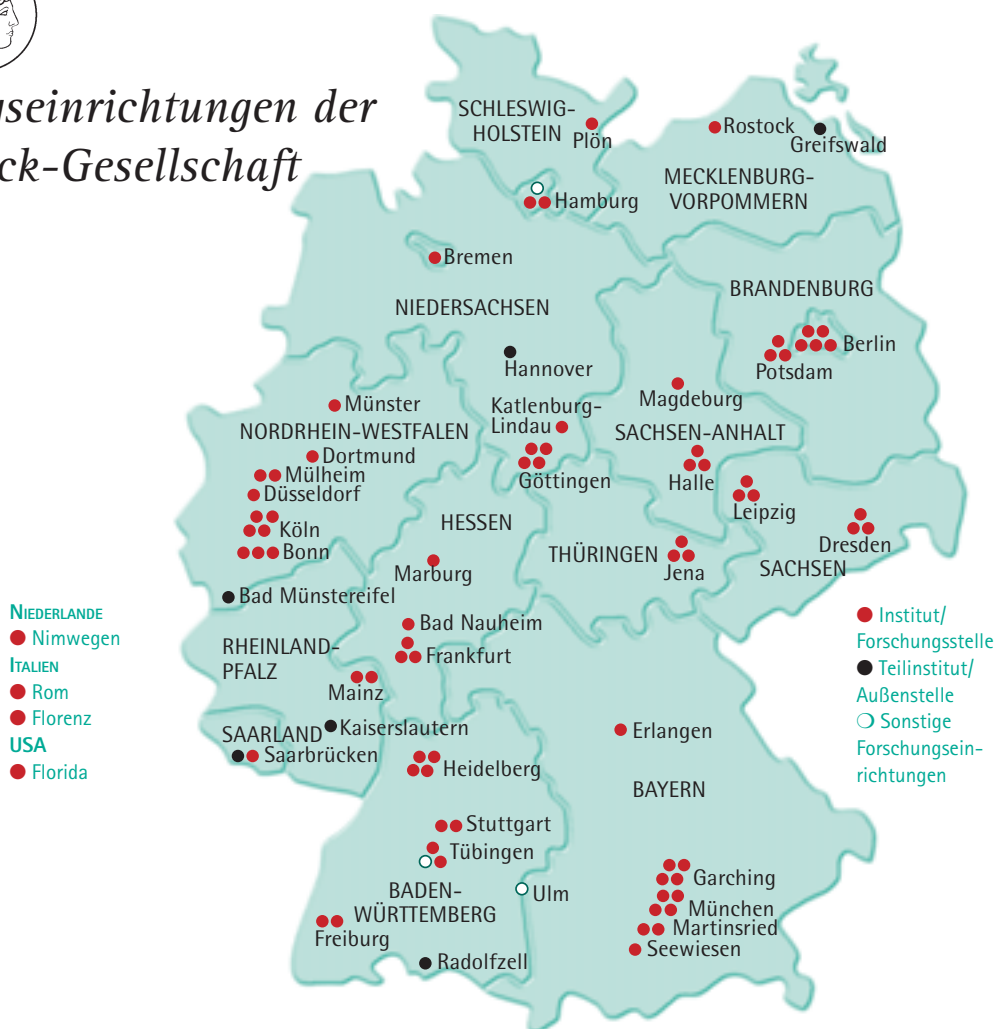 gseinrichtungen der
ck-Gesellschaft
SCHLESWIG-
HOLSTEIN
Plön
Rostock
Greifswald
MECKLENBURG-
VORPOMMERN
Hamburg
Bremen
NIEDERSACHSEN
BRANDENBURG
Berlin
Potsdam
Hannover
Magdeburg
Münster
Katlenburg-
Lindau
NORDRHEIN-WESTFALEN
SACHSEN-ANHALT
Dortmund
Mülheim
Düsseldorf
Göttingen
Halle
Leipzig
Köln
HESSEN
Bonn
THÜRINGEN
Jena
Dresden
SACHSEN
Marburg
Bad Münstereifel
Bad Nauheim
RHEINLAND-
PFALZ
Frankfurt
Mainz
SAARLAND
Kaiserslautern
Saarbrücken
Erlangen
Heidelberg
BAYERN
Stuttgart
Tübingen
BADEN-
WÜRTTEMBERG
Ulm
Garching
München
Martinsried
Seewiesen
Freiburg
Radolfzell
NIEDERLANDE
Nimwegen
ITALIEN
Rom
Florenz
USA
Florida
Institut/
Forschungsstelle
Teilinstitut/
Außenstelle
Sonstige
Forschungsein-
richtungen